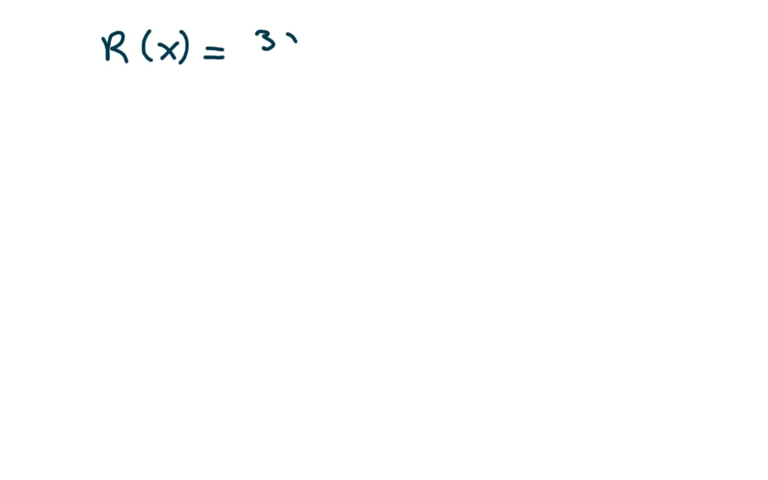 R(x) = 3